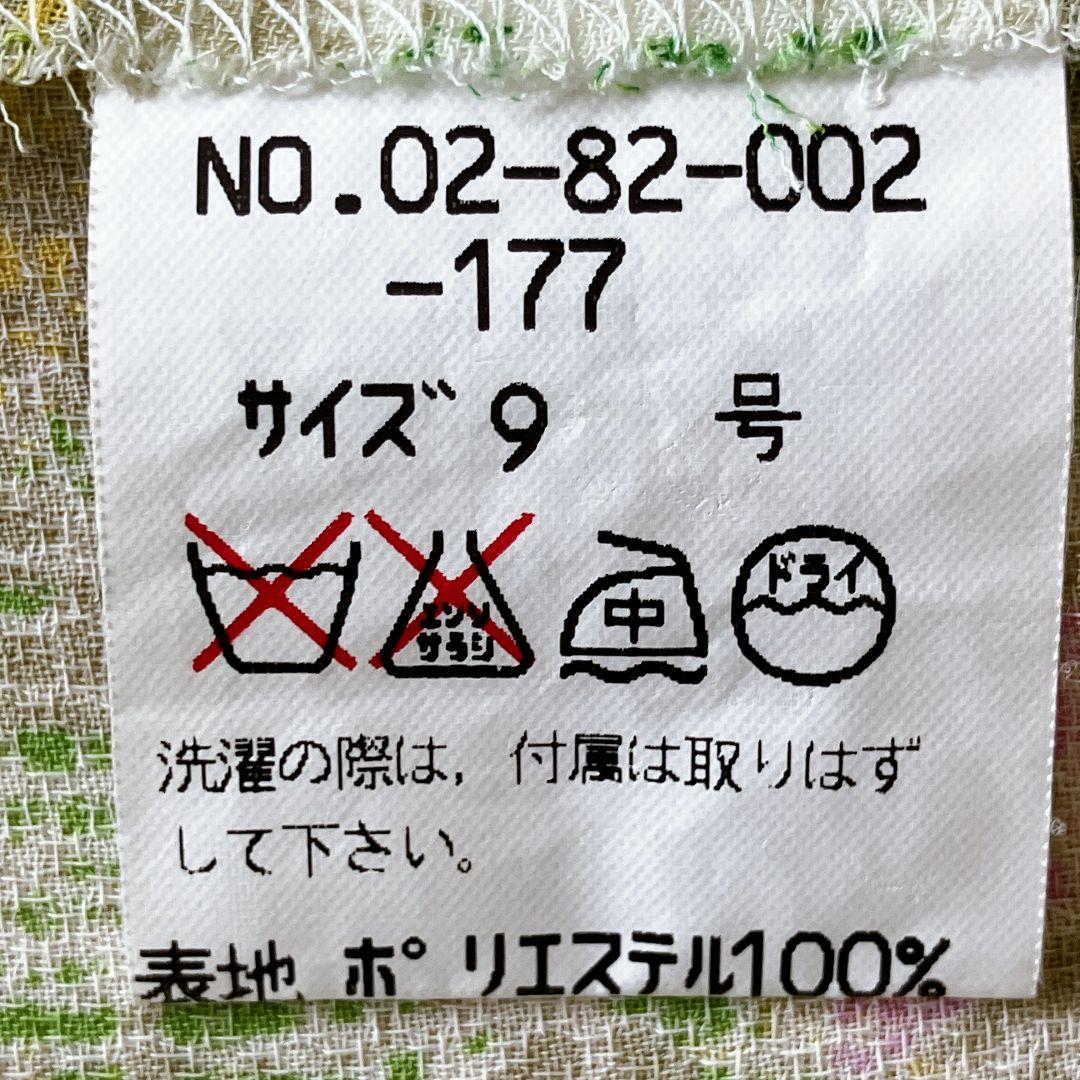 NO.02-82-002
-177
サイズ 9 号
エンソ
サラシ
中
ドライ
洗濯の際は，付属は取りはず
して下さい。
表地 ポリエステル100%